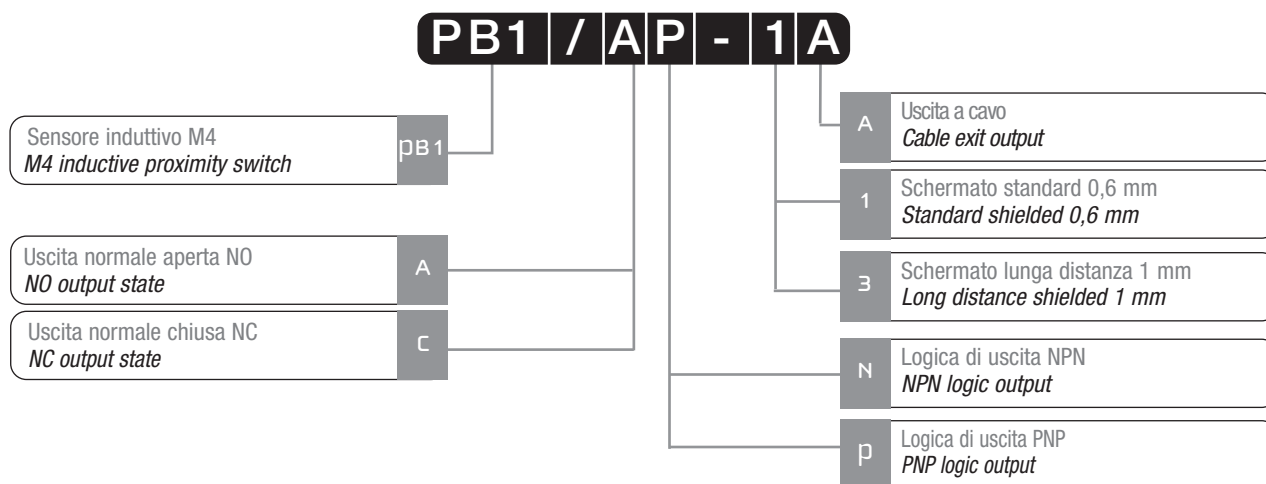 PB1/AP-1A
Sensore induttivo M4
M4 inductive proximity switch
PB1
Uscita normale aperta NO
NO output state
A
Uscita normale chiusa NC
NC output state
C
A
Uscita a cavo
Cable exit output
1
Schermato standard 0,6 mm
Standard shielded 0,6 mm
3
Schermato lunga distanza 1 mm
Long distance shielded 1 mm
N
Logica di uscita NPN
NPN logic output
P
Logica di uscita PNP
PNP logic output